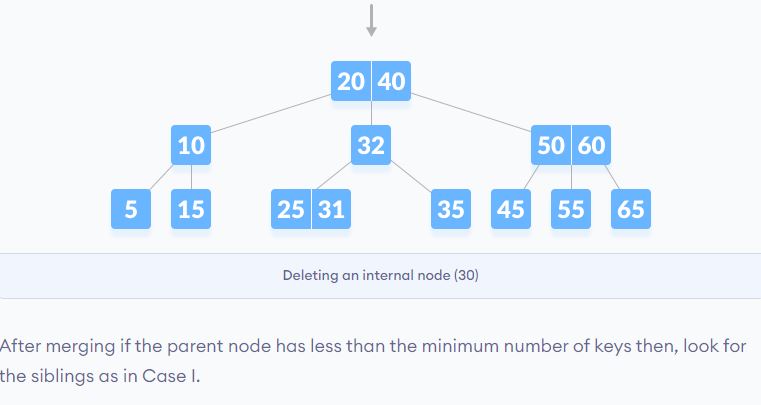 20 40
10 32 50 60
5 15 25 31 35 45 55 65
Deleting an internal node (30)
After merging if the parent node has less than the minimum number of keys then, look for
the siblings as in Case I.